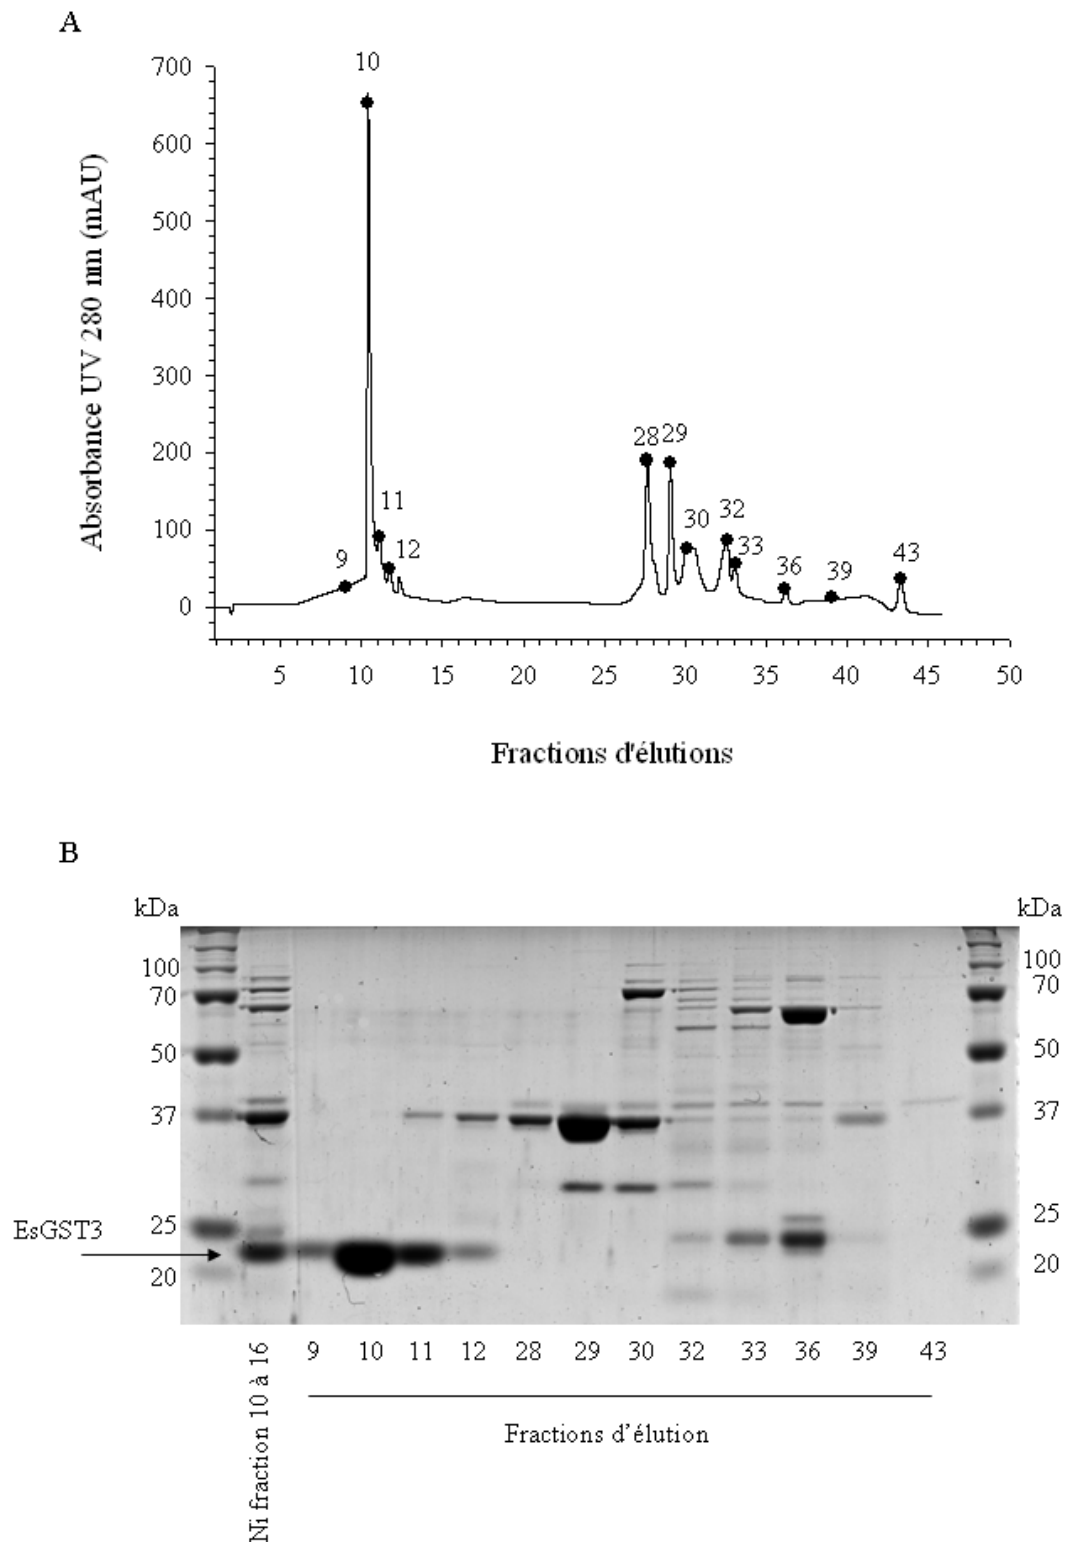 A
700
600
500
400
300
200
100
0
Absorbance UV 280 nm (mAU)
10
11
9
12
28
29
30
32
33
36
39
43
5 10 15 20 25 30 35 40 45 50
Fractions d'élutions
B
kDa
kDa
100
70
50
37
25
20
EsGST3
100
70
50
37
25
20
Ni fraction 10 à 16
9 10 11 12 28 29 30 32 33 36 39 43
Fractions d’élution